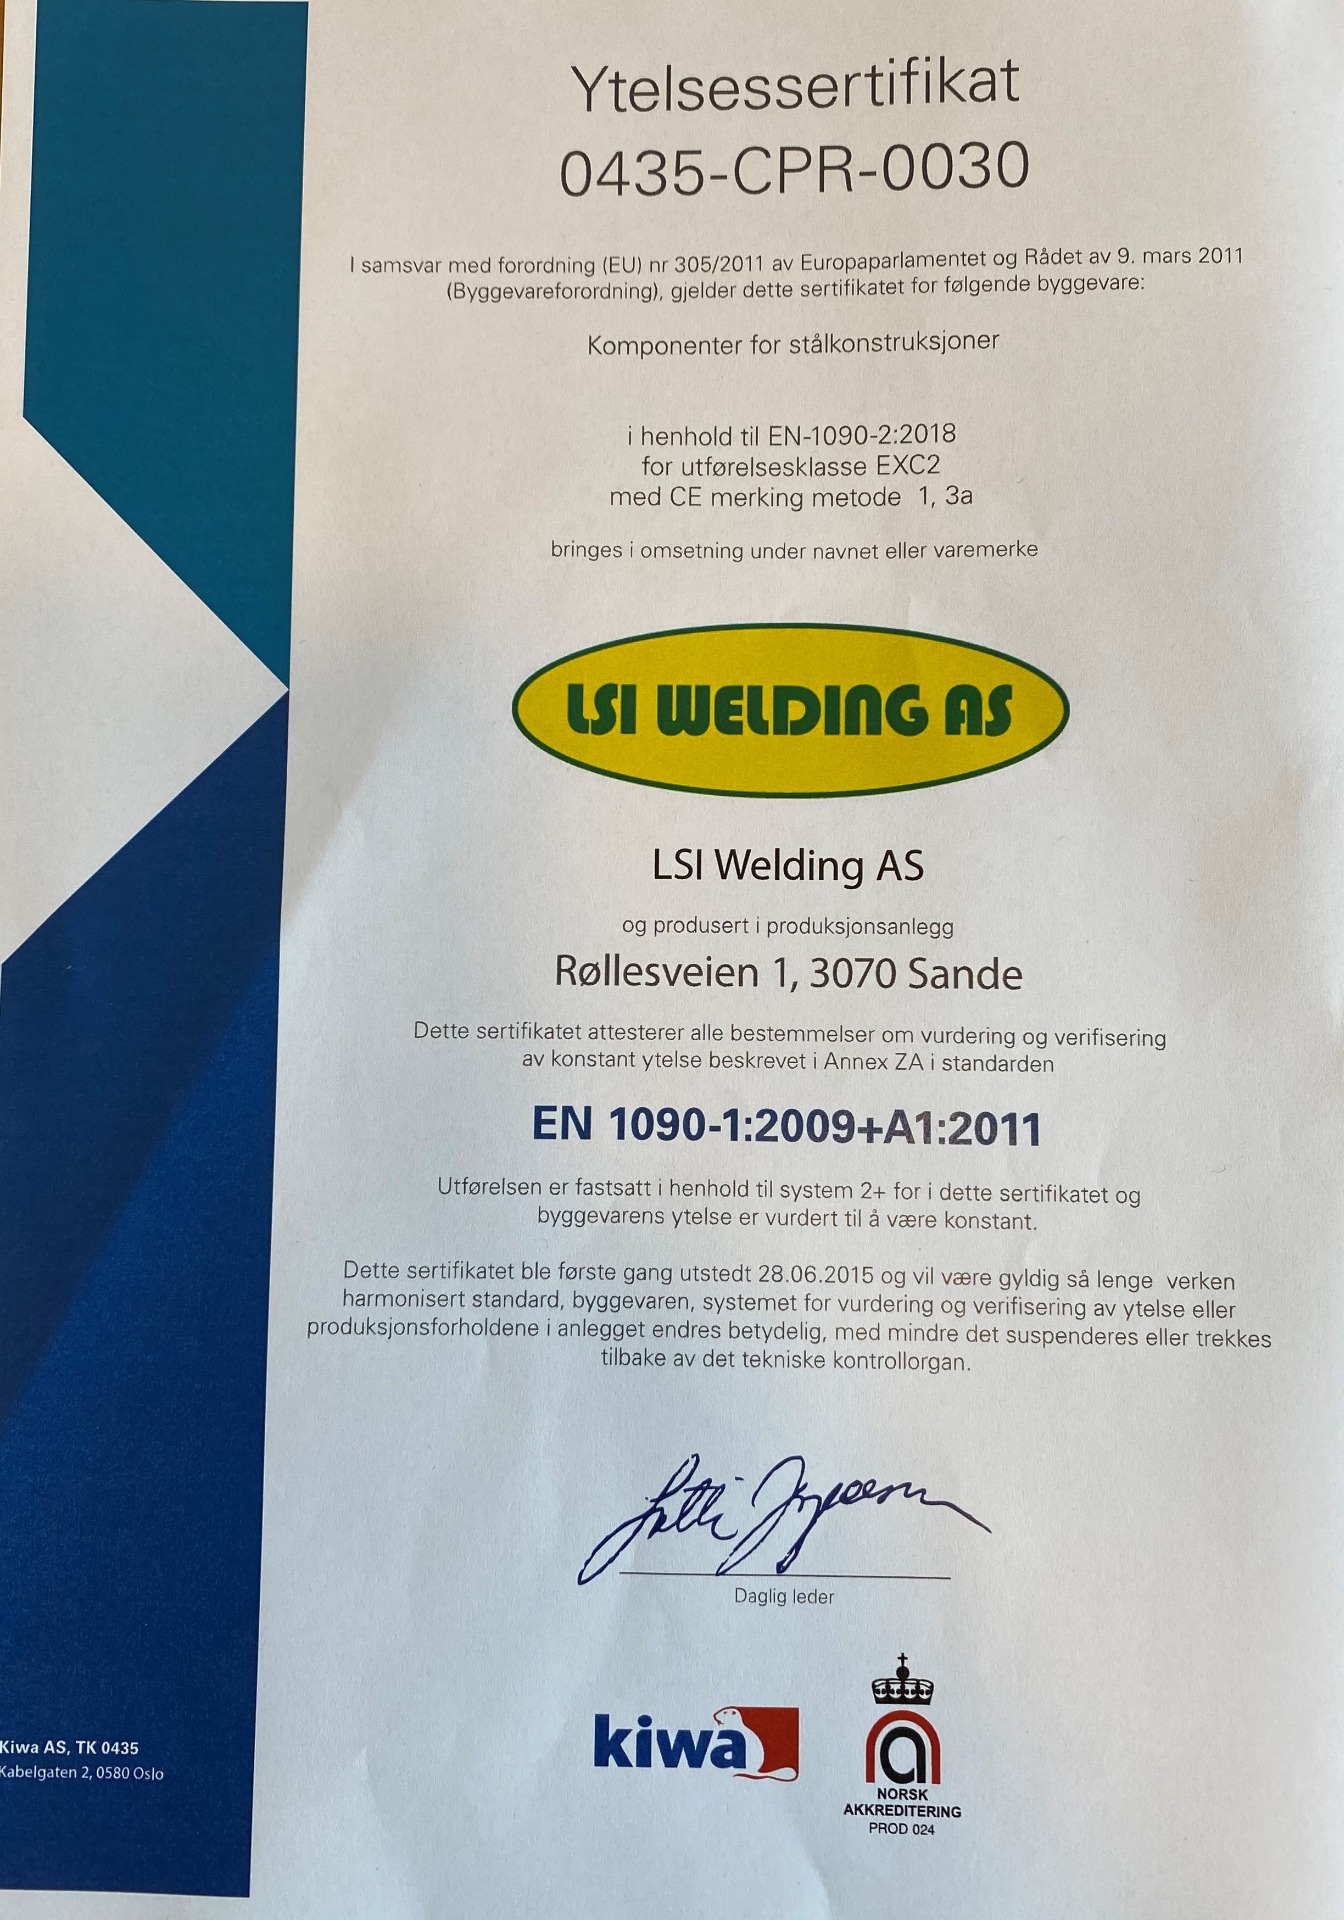 Ytelsessertifikat
0435-CPR-0030
I samsvar med forordning (EU) nr 305/2011 av Europaparlamentet og Rådet av 9. mars 2011
(Byggevareforordning), gjelder dette sertifikatet for følgende byggevare:
Komponenter for stålkonstruksjoner
i henhold til EN-1090-2:2018
for utførelsesklasse EXC2
med CE merking metode 1, 3a
bringes i omsetning under navnet eller varemerke
LSI WELDING AS
LSI Welding AS
og produsert i produksjonsanlegg
Røllesveien 1, 3070 Sande
Dette sertifikatet attesterer alle bestemmelser om vurdering og verifisering
av konstant ytelse beskrevet i Annex ZA i standarden
EN 1090-1:2009+A1:2011
Utførelsen er fastsatt i henhold til system 2+ for i dette sertifikatet og
byggevarens ytelse er vurdert til å være konstant.
Dette sertifikatet ble første gang utstedt 28.06.2015 og vil være gyldig så lenge verken
harmonisert standard, byggevaren, systemet for vurdering og verifisering av ytelse eller
produksjonsforholdene i anlegget endres betydelig, med mindre det suspenderes eller trekkes
tilbake av det tekniske kontrollorgan.
Daglig leder
kiwa
NORSK
AKKREDITERING
PROD 024
Kiwa AS, TK 0435
Kabelgaten 2, 0580 Oslo